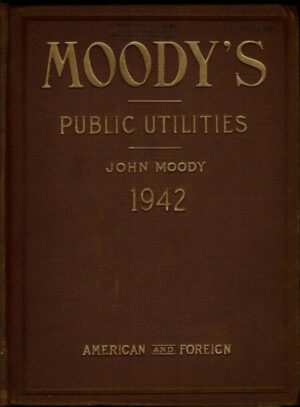 MOODY'S
PUBLIC UTILITIES
JOHN MOODY
1942
AMERICAN AND FOREIGN